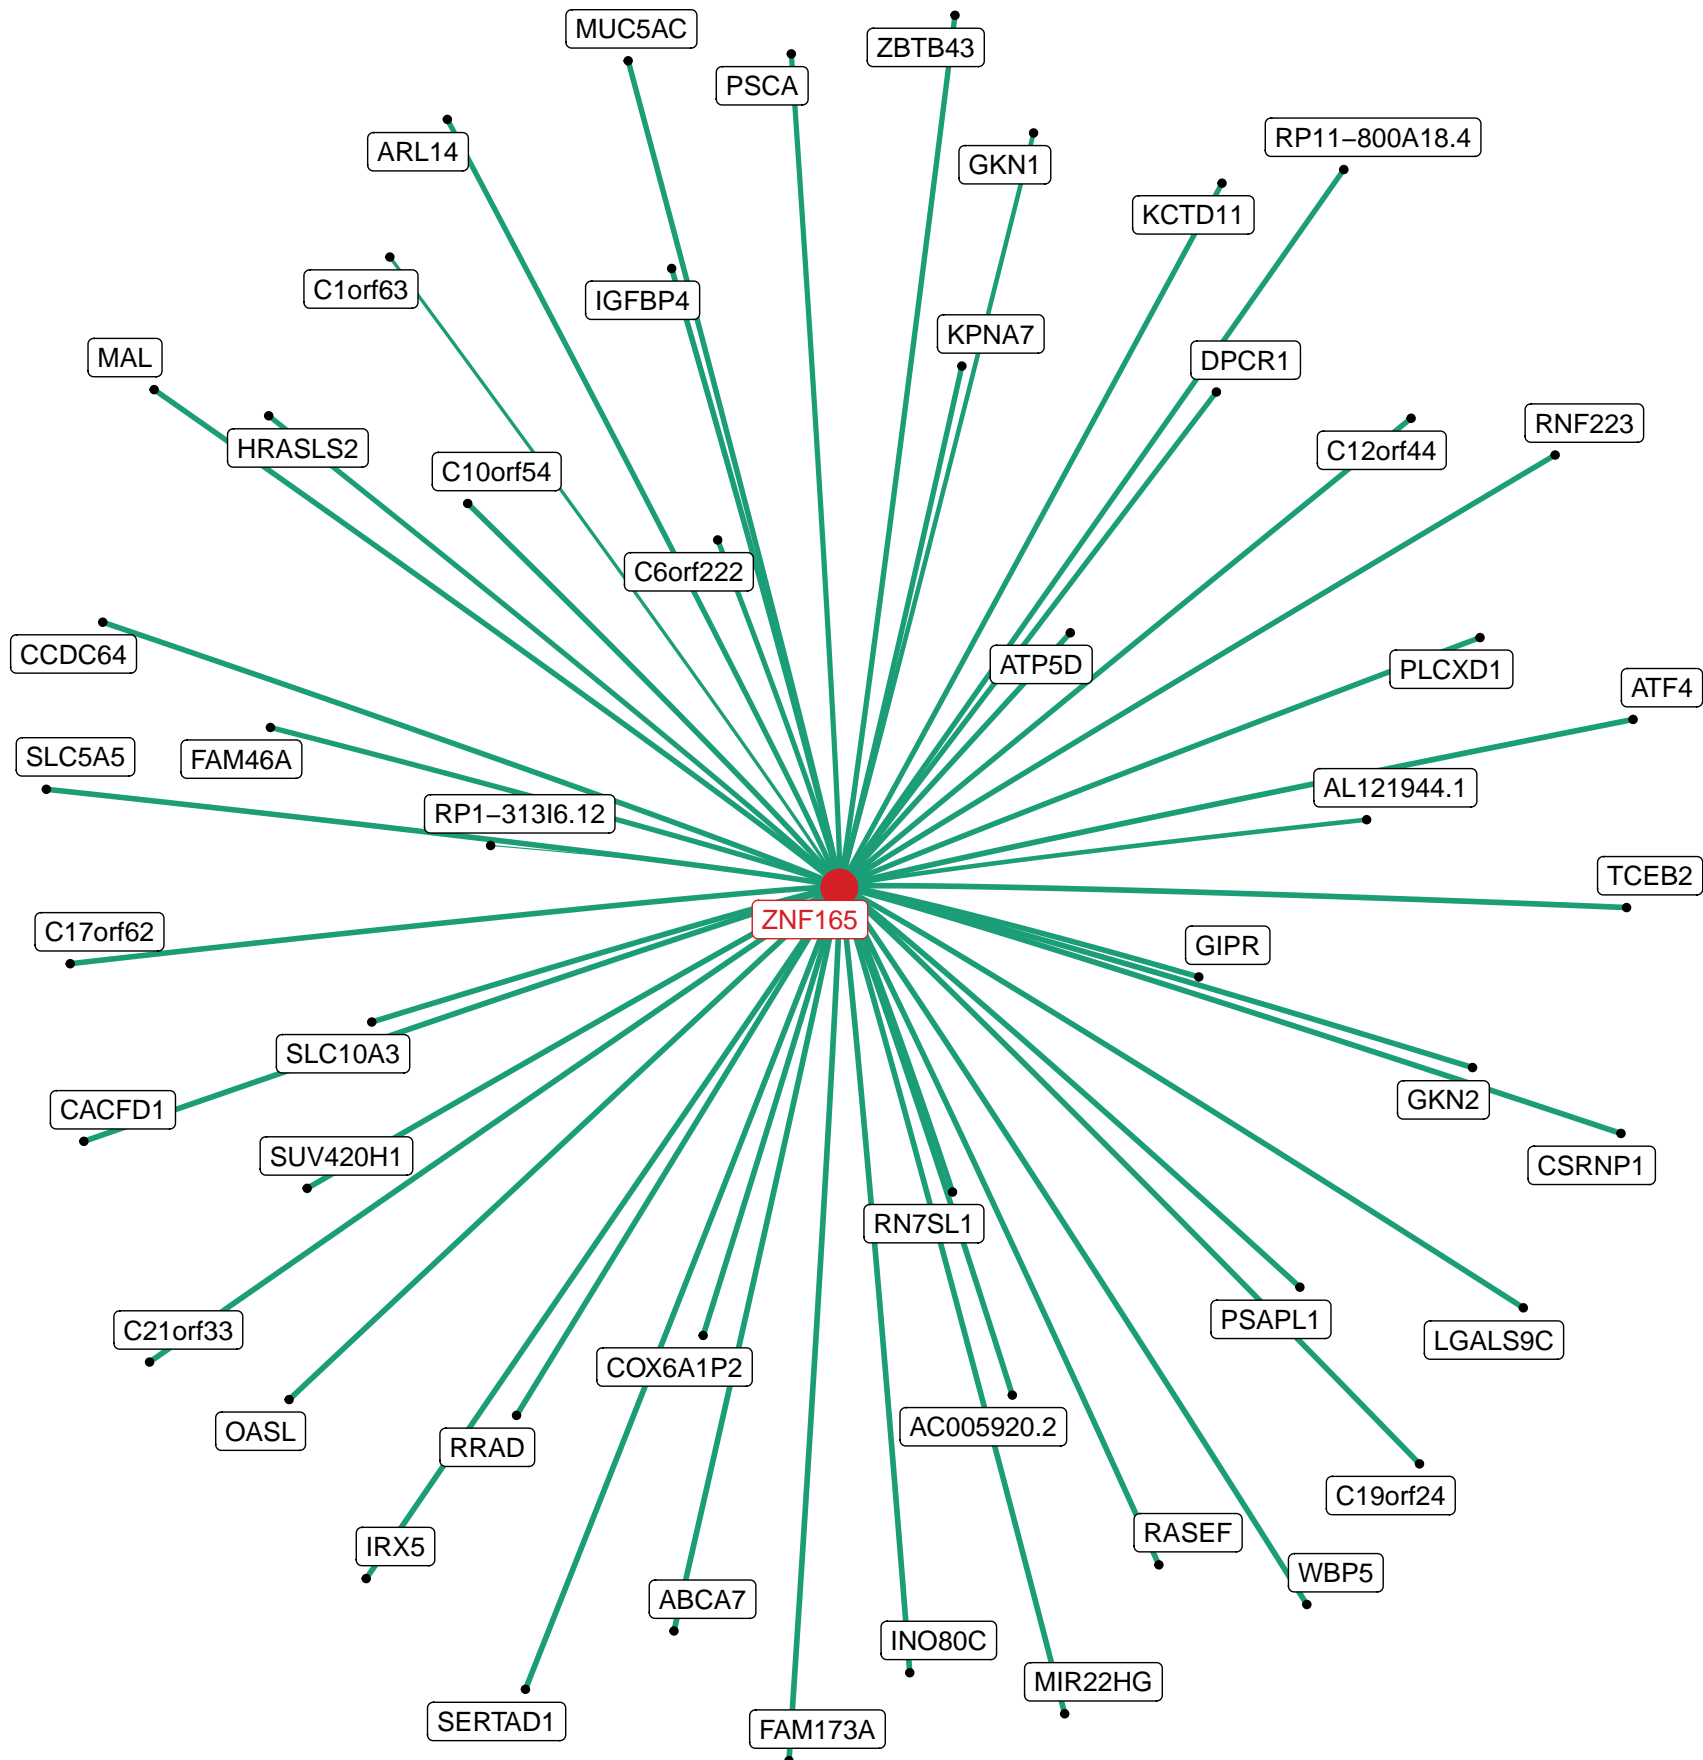 MUC5AC
ZBTB43
PSCA
RP11−800A18.4
ARL14
GKN1
KCTD11
C1orf63
IGFBP4
KPNA7
MAL
DPCR1
RNF223
HRASLS2
C12orf44
C10orf54
C6orf222
CCDC64
ATP5D
PLCXD1
ATF4
SLC5A5
FAM46A
AL121944.1
RP1−313I6.12
TCEB2
ZNF165
C17orf62
GIPR
SLC10A3
GKN2
CACFD1
SUV420H1
CSRNP1
RN7SL1
PSAPL1
C21orf33
LGALS9C
COX6A1P2
AC005920.2
OASL
RRAD
C19orf24
RASEF
IRX5
WBP5
ABCA7
INO80C
MIR22HG
SERTAD1
FAM173A